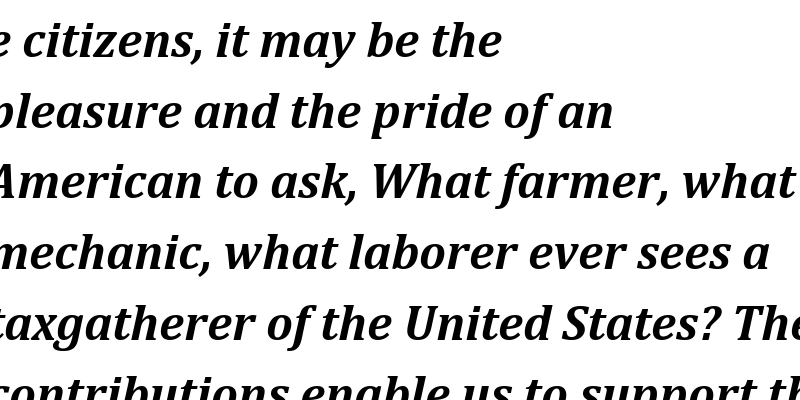 e citizens, it may be the
pleasure and the pride of an
American to ask, What farmer, what
mechanic, what laborer ever sees a
taxgatherer of the United States? The
contributions enable us to support th